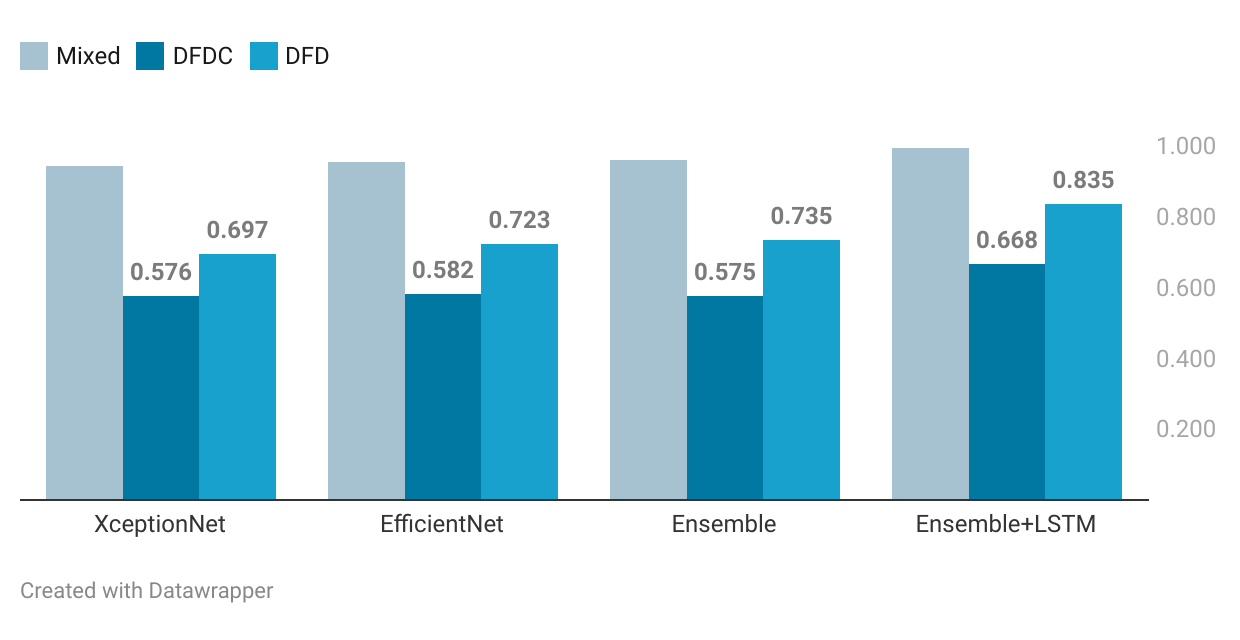 Mixed DFDC DFD
1.000
0.835
0.800
0.697 0.723 0.735 0.668
0.576 0.582 0.575 0.600
0.400
0.200
XceptionNet EfficientNet Ensemble Ensemble+LSTM
Created with Datawrapper